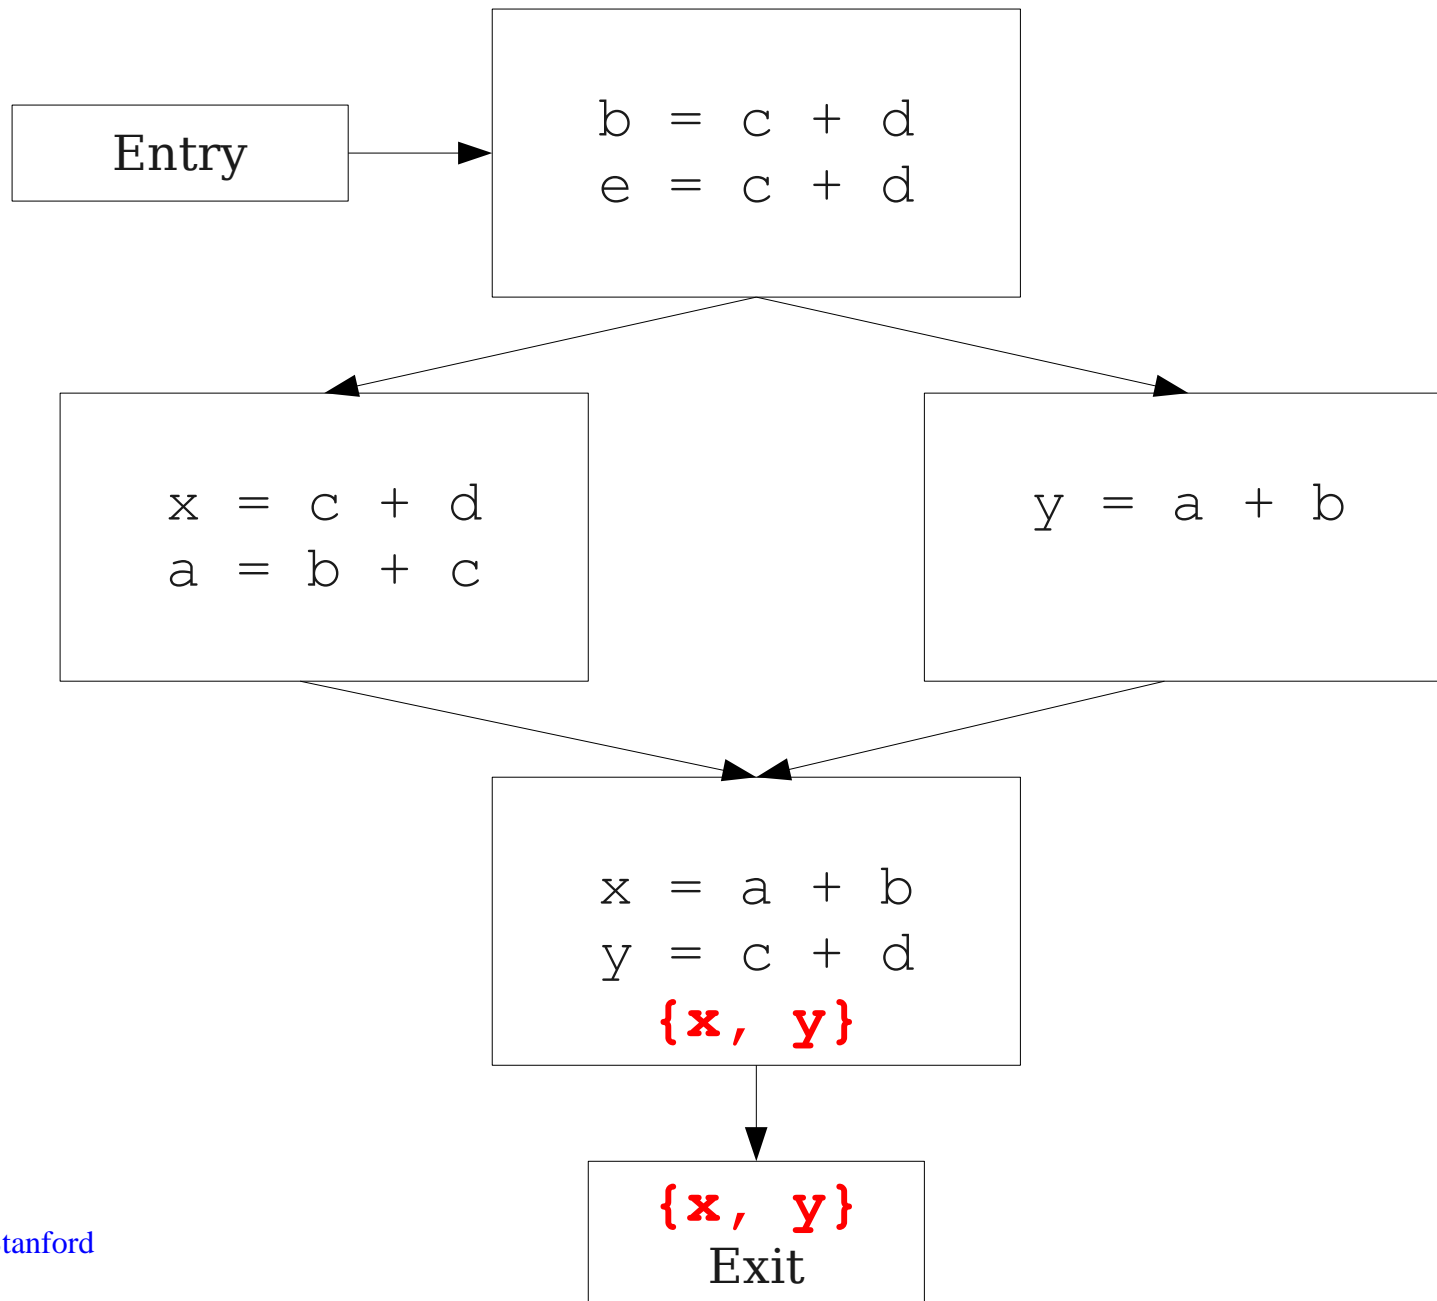 Entry
b = c + d
e = c + d
x = c + d
a = b + c
y = a + b
x = a + b
y = c + d
{x, y}
{x, y}
Exit
tanford